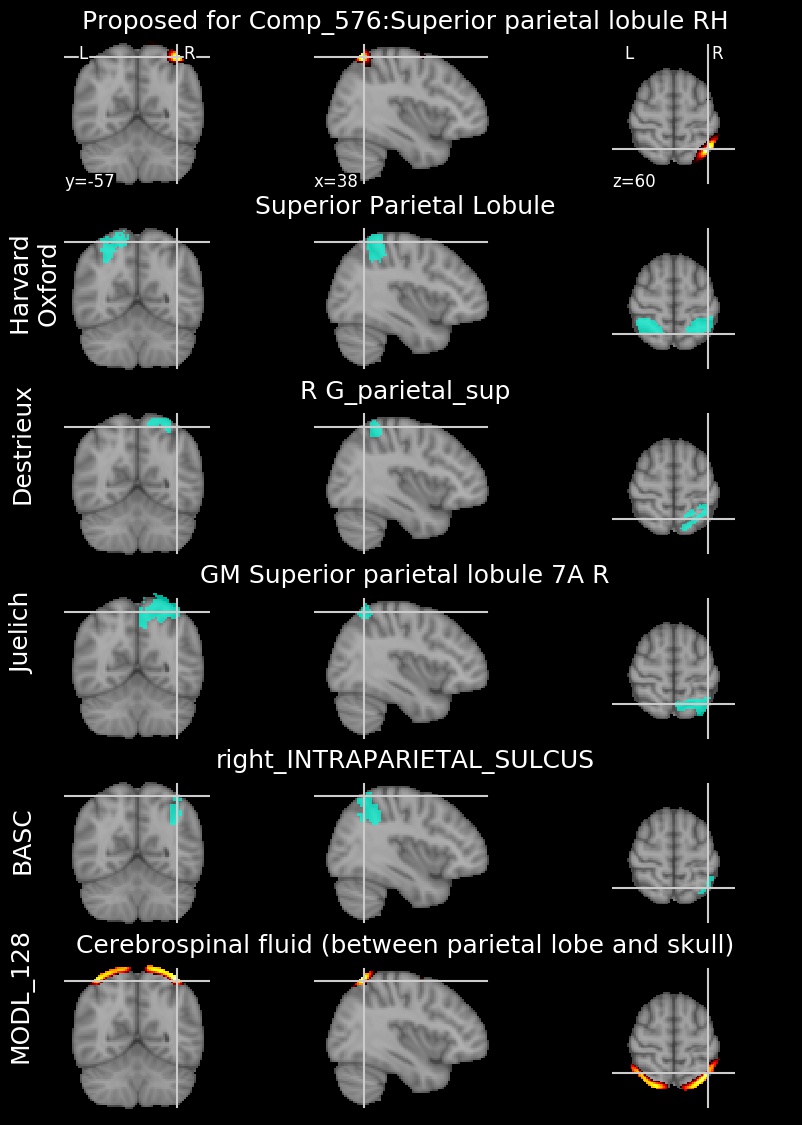 Proposed for Comp_576:Superior parietal lobule RH
L R
L R
y=-57
x=38
z=60
Superior Parietal Lobule
Harvard
Oxford
R G_parietal_sup
Destrieux
GM Superior parietal lobule 7A R
Juelich
right_INTRAPARIETAL_SULCUS
BASC
Cerebrospinal fluid (between parietal lobe and skull)
MODL_128